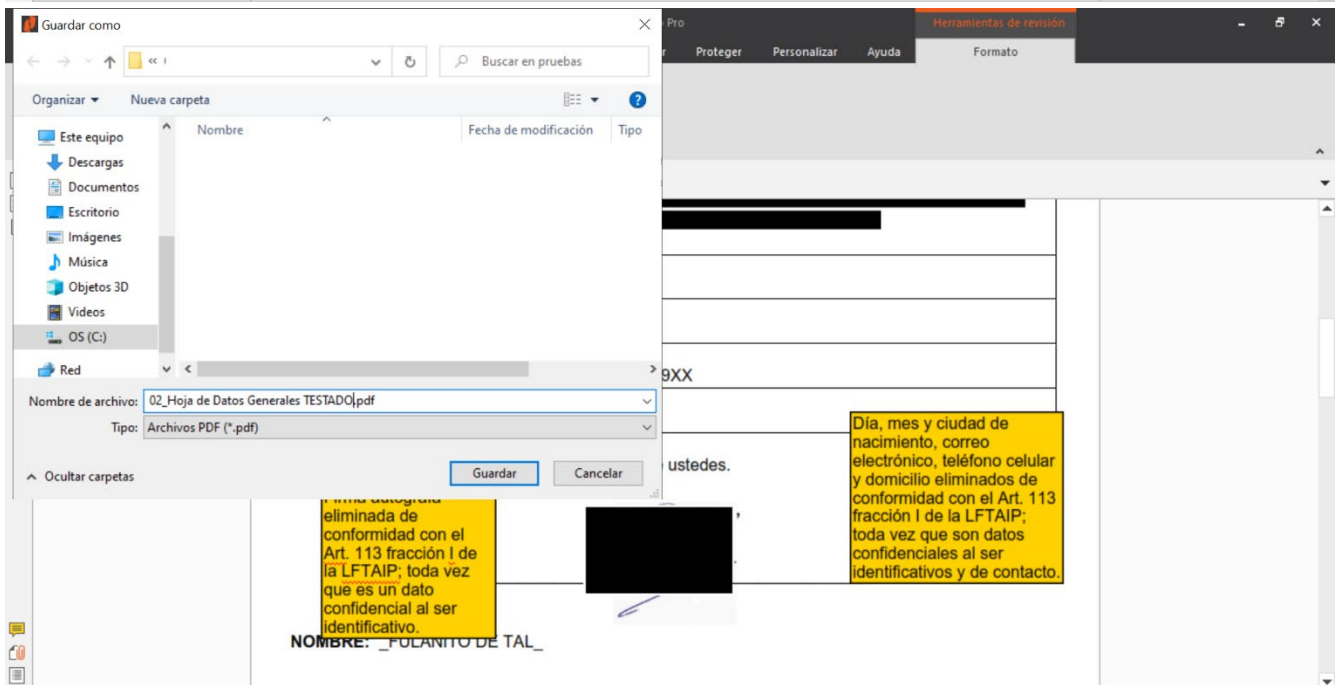 Guardar como
Pro
Herramientas de revisión
Proteger Personalizar Ayuda Formato
Buscar en pruebas
Organizar Nueva carpeta
Nombre Fecha de modificación Tipo
Este equipo
Descargas
Documentos
Escritorio
Imágenes
Música
Objetos 3D
Videos
OS (C:)
Red
9XX
Nombre de archivo: 02_Hoja de Datos Generales TESTADO.pdf
Tipo: Archivos PDF (*.pdf)
Ocultar carpetas
Guardar Cancelar
ustedes.
Día, mes y ciudad de
nacimiento, correo
electrónico, teléfono celular
y domicilio eliminados de
conformidad con el Art. 113
fracción I de la LFTAIP;
toda vez que son datos
confidenciales al ser
identificativos y de contacto.
Firma autógrafa
eliminada de
conformidad con el
Art. 113 fracción I de
la LFTAIP; toda vez
que es un dato
confidencial al ser
identificativo.
NOMBRE: _FULANITO DE TAL_